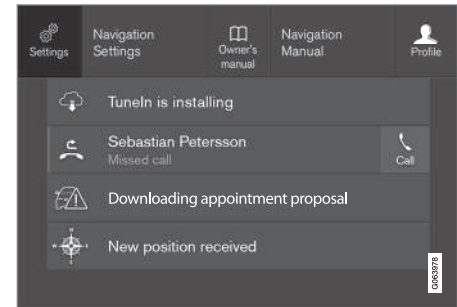 Settings
Navigation
Settings
Owner's
manual
Navigation
Manual
Profile
TuneIn is installing
Sebastian Petersson
Missed call
Call
Downloading appointment proposal
New position received
G063978